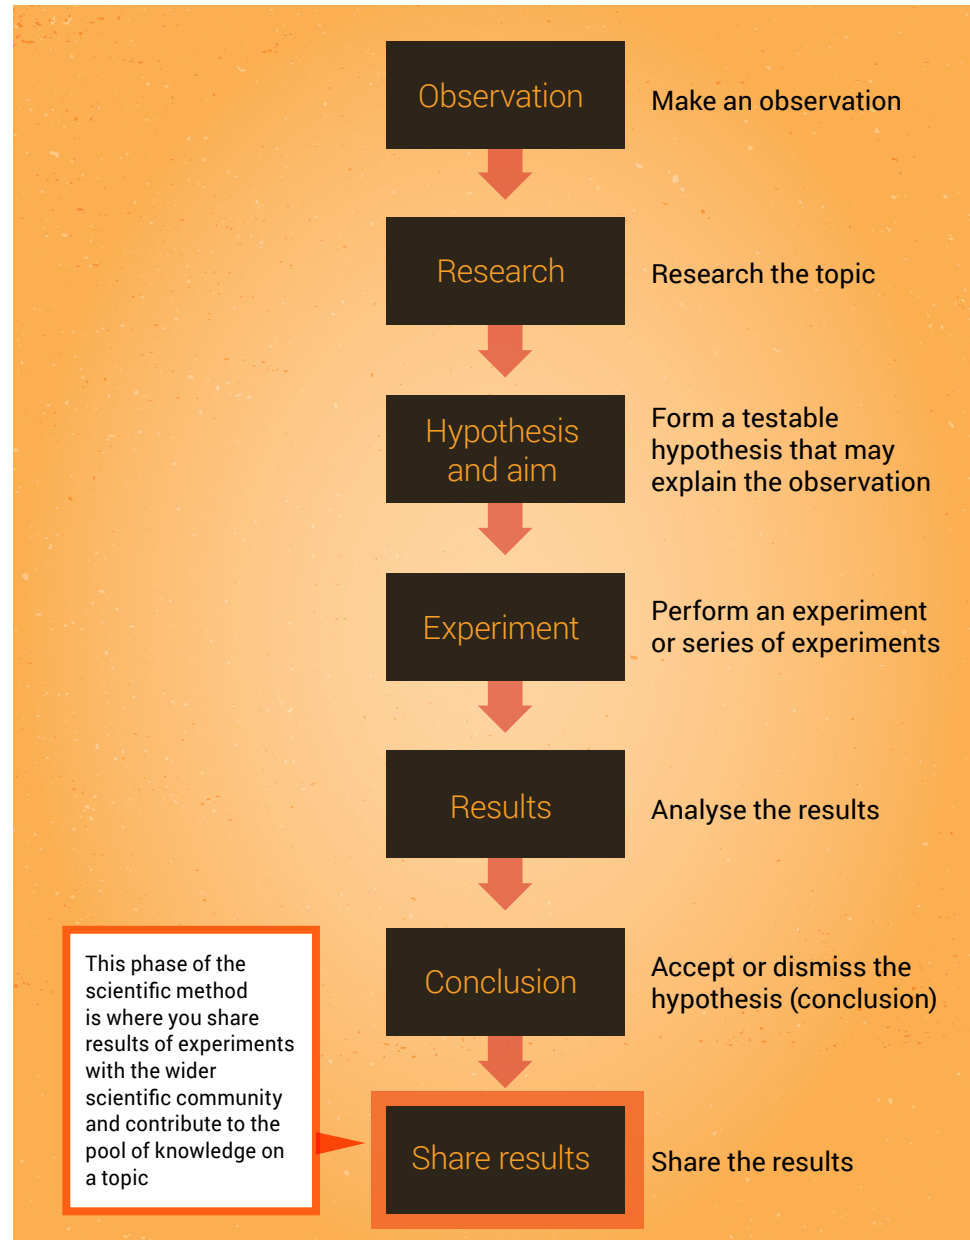 Observation
Make an observation
Research
Research the topic
Hypothesis
and aim
Form a testable
hypothesis that may
explain the observation
Experiment
Perform an experiment
or series of experiments
Results
Analyse the results
Conclusion
Accept or dismiss the
hypothesis (conclusion)
This phase of the
scientific method
is where you share
results of experiments
with the wider
scientific community
and contribute to the
pool of knowledge on
a topic
Share results
Share the results